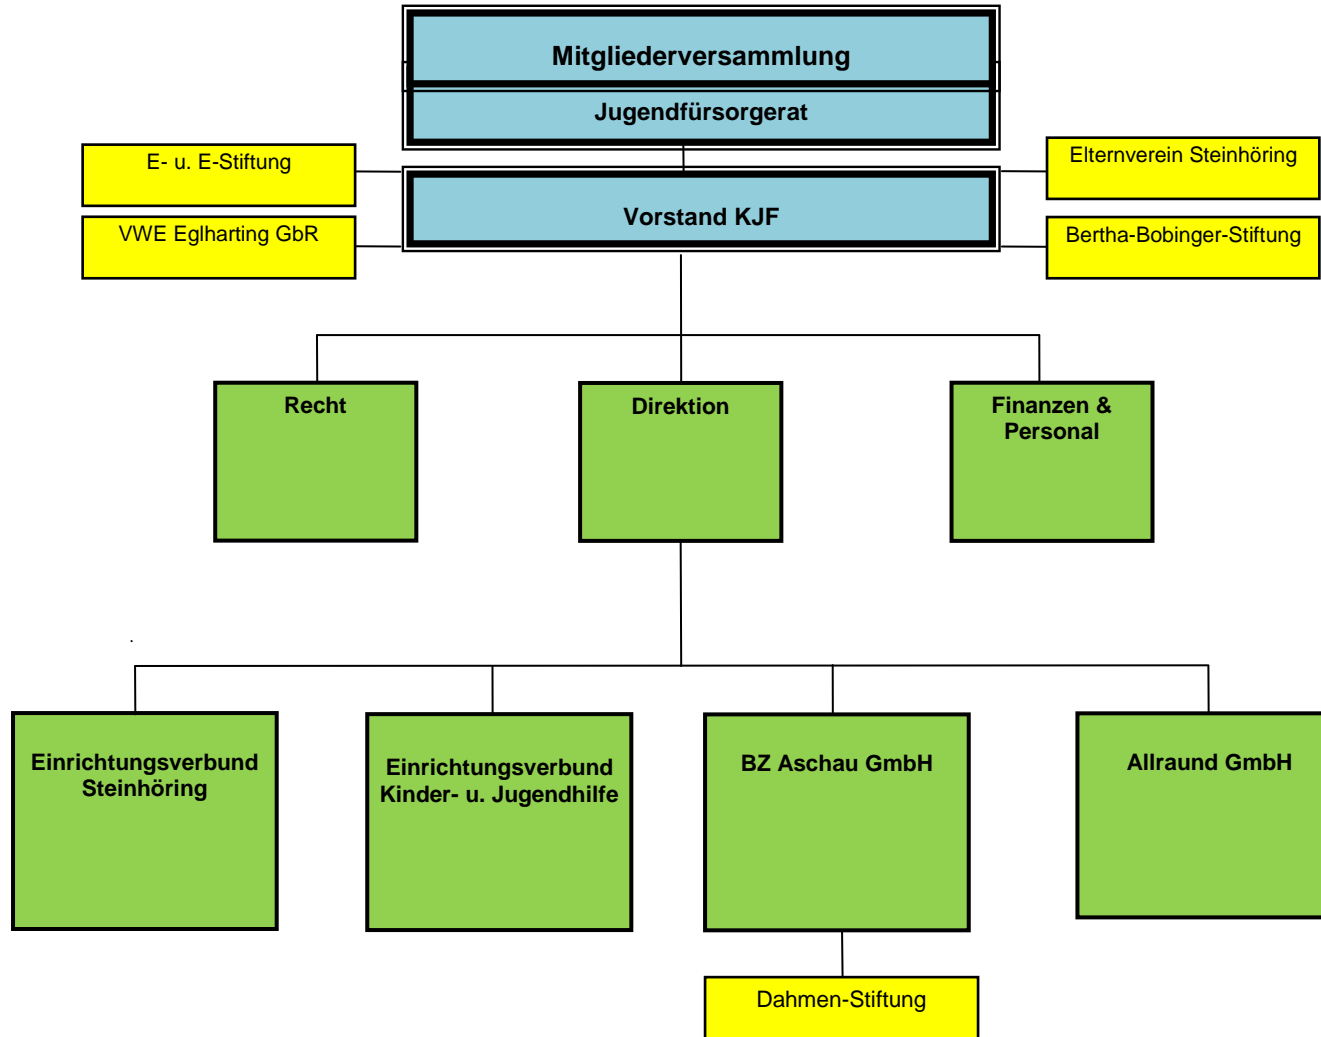 Mitgliederversammlung
Jugendfürsorgerat
E- u. E-Stiftung
Elternverein Steinhöring
Vorstand KJF
VWE Eglharting GbR
Bertha-Bobinger-Stiftung
Recht
Direktion
Finanzen &
Personal
.
Einrichtungsverbund
Steinhöring
Einrichtungsverbund
Kinder- u. Jugendhilfe
BZ Aschau GmbH
Allraund GmbH
Dahmen-Stiftung